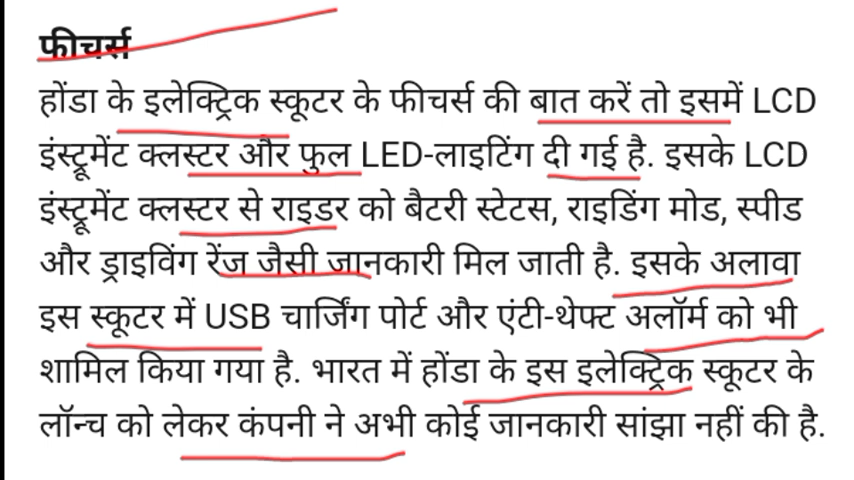 फीचर्स
होंडा के इलेक्ट्रिक स्कूटर के फीचर्स की बात करें तो इसमें LCD
इंस्ट्रूमेंट क्लस्टर और फुल LED-लाइटिंग दी गई है. इसके LCD
इंस्ट्रूमेंट क्लस्टर से राइडर को बैटरी स्टेटस, राइडिंग मोड, स्पीड
और ड्राइविंग रेंज जैसी जानकारी मिल जाती है. इसके अलावा
इस स्कूटर में USB चार्जिंग पोर्ट और एंटी-थेफ्ट अलॉर्म को भी
शामिल किया गया है. भारत में होंडा के इस इलेक्ट्रिक स्कूटर के
लॉन्च को लेकर कंपनी ने अभी कोई जानकारी सांझा नहीं की है.